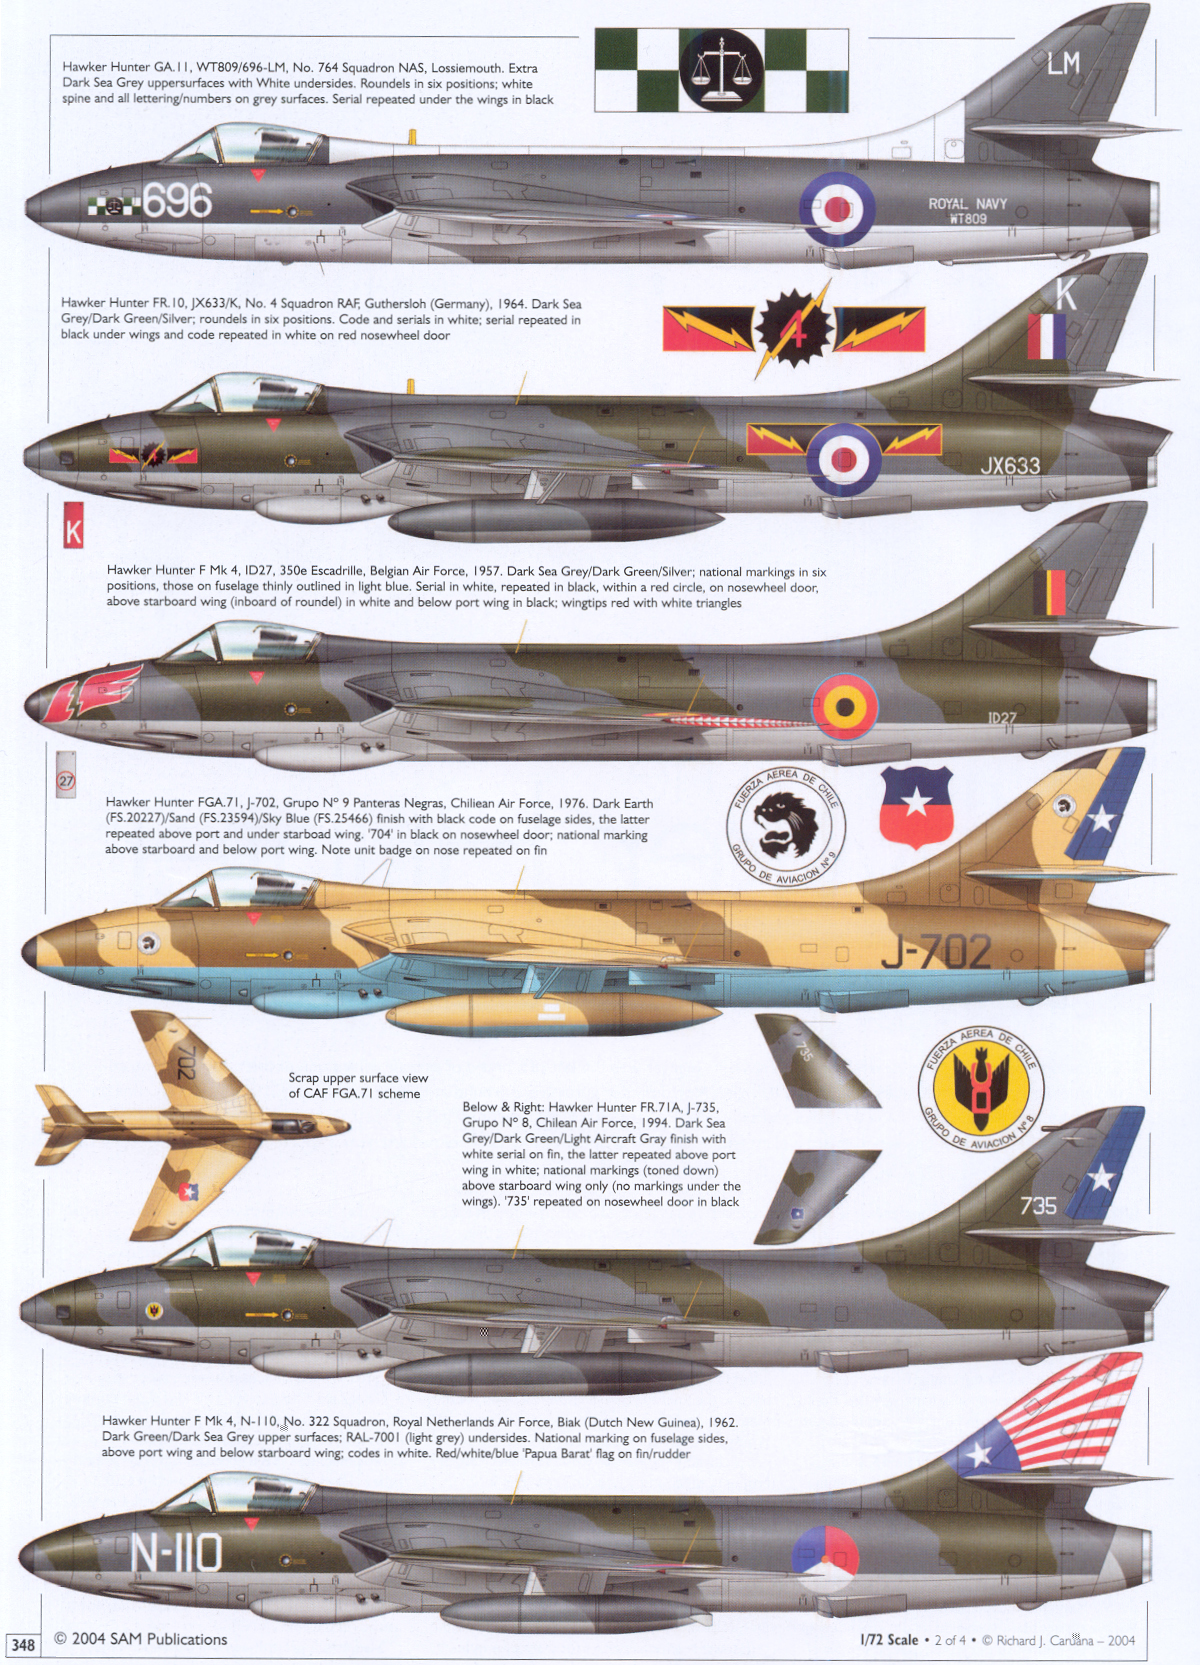 Hawker Hunter GA.11, WT809/696-LM, No. 764 Squadron NAS, Lossiemouth. Extra
Dark Sea Grey uppersurfaces with White undersides. Roundels in six positions; white
spine and all lettering/numbers on grey surfaces. Serial repeated under the wings in black
LM
696
ROYAL NAVY
WT809
Hawker Hunter FR.10, JX633/K, No. 4 Squadron RAF, Guthersloh (Germany), 1964. Dark Sea
Grey/Dark Green/Silver; roundels in six positions. Code and serials in white; serial repeated in
black under wings and code repeated in white on red nosewheel door
4
K
JX633
K
Hawker Hunter F Mk 4, ID27, 350e Escadrille, Belgian Air Force, 1957. Dark Sea Grey/Dark Green/Silver; national markings in six
positions, those on fuselage thinly outlined in light blue. Serial in white, repeated in black, within a red circle, on nosewheel door,
above starboard wing (inboard of roundel) in white and below port wing in black; wingtips red with white triangles
ID27
27
Hawker Hunter FGA.71, J-702, Grupo Nº 9 Panteras Negras, Chiliean Air Force, 1976. Dark Earth
(FS.20227)/Sand (FS.23594)/Sky Blue (FS.25466) finish with black code on fuselage sides, the latter
repeated above port and under starboad wing. '704' in black on nosewheel door; national marking
above starboard and below port wing. Note unit badge on nose repeated on fin
FUERZA AEREA DE CHILE
GRUPO DE AVIACION Nº 9
J-702
702
Scrap upper surface view
of CAF FGA.71 scheme
Below & Right: Hawker Hunter FR.71A, J-735,
Grupo Nº 8, Chilean Air Force, 1994. Dark Sea
Grey/Dark Green/Light Aircraft Gray finish with
white serial on fin, the latter repeated above port
wing in white; national markings (toned down)
above starboard wing only (no markings under the
wings). '735' repeated on nosewheel door in black
735
FUERZA AEREA DE CHILE
GRUPO DE AVIACION Nº 8
735
Hawker Hunter F Mk 4, N-110, No. 322 Squadron, Royal Netherlands Air Force, Biak (Dutch New Guinea), 1962.
Dark Green/Dark Sea Grey upper surfaces; RAL-7001 (light grey) undersides. National marking on fuselage sides,
above port wing and below starboard wing; codes in white. Red/white/blue 'Papua Barat' flag on fin/rudder
N-110
348
© 2004 SAM Publications
1/72 Scale • 2 of 4 • © Richard J. Caruana – 2004